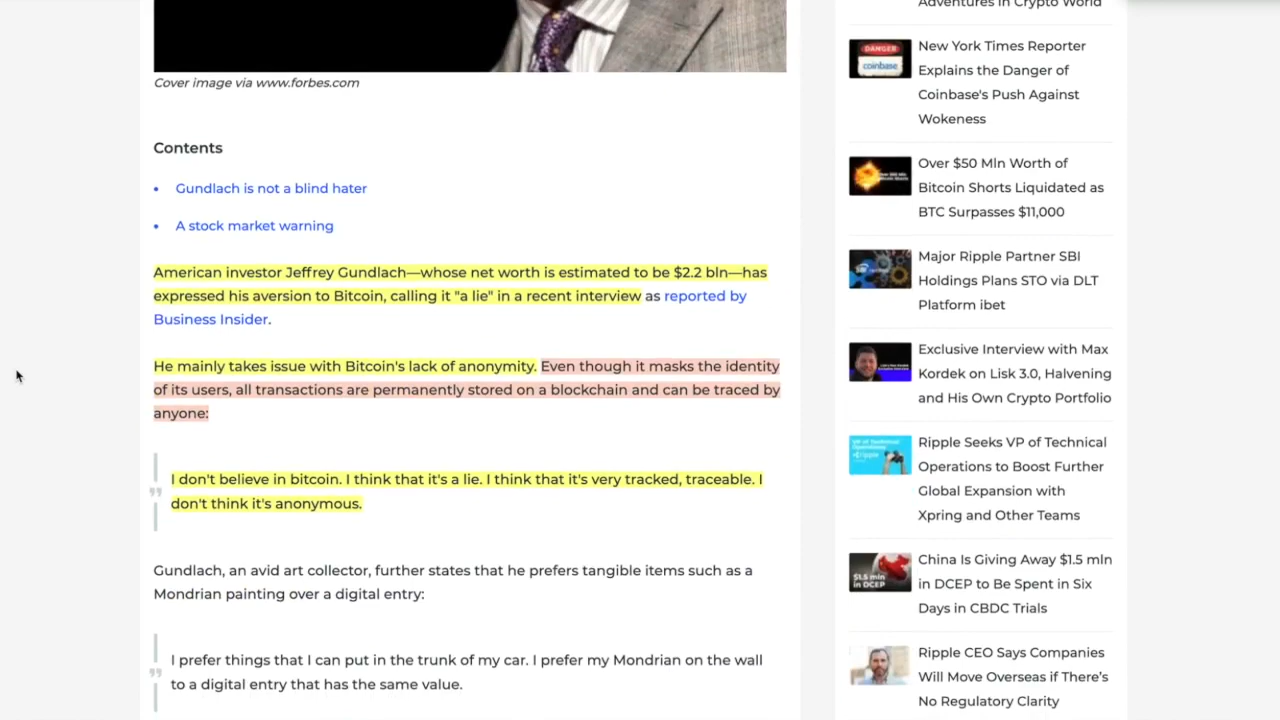 Cover image via www.forbes.com
Contents
Gundlach is not a blind hater
A stock market warning
American investor Jeffrey Gundlach—whose net worth is estimated to be $2.2 bln—has
expressed his aversion to Bitcoin, calling it "a lie" in a recent interview as reported by
Business Insider.
He mainly takes issue with Bitcoin's lack of anonymity. Even though it masks the identity
of its users, all transactions are permanently stored on a blockchain and can be traced by
anyone:
I don't believe in bitcoin. I think that it's a lie. I think that it's very tracked, traceable. I
don't think it's anonymous.
Gundlach, an avid art collector, further states that he prefers tangible items such as a
Mondrian painting over a digital entry:
I prefer things that I can put in the trunk of my car. I prefer my Mondrian on the wall
to a digital entry that has the same value.
Adventures in Crypto World
DANGER
coinbase
New York Times Reporter
Explains the Danger of
Coinbase's Push Against
Wokeness
Over $50 Mln Worth of
Bitcoin Shorts Liquidated as
BTC Surpasses $11,000
Major Ripple Partner SBI
Holdings Plans STO via DLT
Platform ibet
Exclusive Interview with Max
Kordek on Lisk 3.0, Halvening
and His Own Crypto Portfolio
Ripple Seeks VP of Technical
Operations to Boost Further
Global Expansion with
Xpring and Other Teams
$1.5 mln
in DCEP
China Is Giving Away $1.5 mln
in DCEP to Be Spent in Six
Days in CBDC Trials
Ripple CEO Says Companies
Will Move Overseas if There's
No Regulatory Clarity